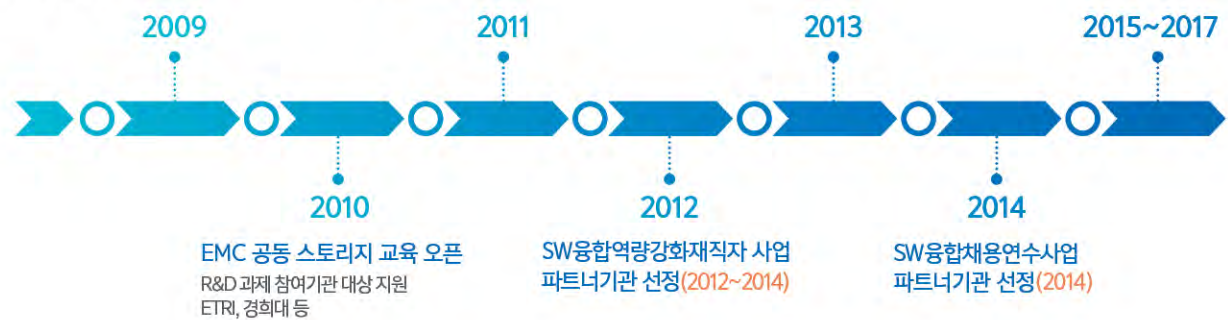 2009
2011
2013
2015~2017
2010
2012
2014
EMC 공동 스토리지 교육 오픈
R&D 과제 참여기관 대상 지원
ETRI, 경희대 등
SW융합역량강화재직자 사업
파트너기관 선정(2012~2014)
SW융합채용연수사업
파트너기관 선정(2014)